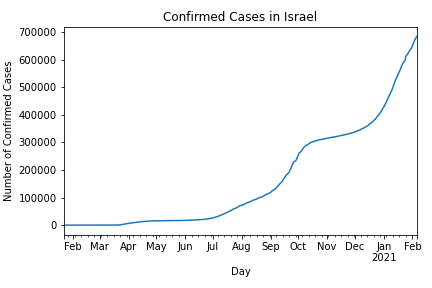 Confirmed Cases in Israel
Number of Confirmed Cases
700000
600000
500000
400000
300000
200000
100000
0
Feb Mar Apr May Jun Jul Aug Sep Oct Nov Dec Jan Feb
2021
Day